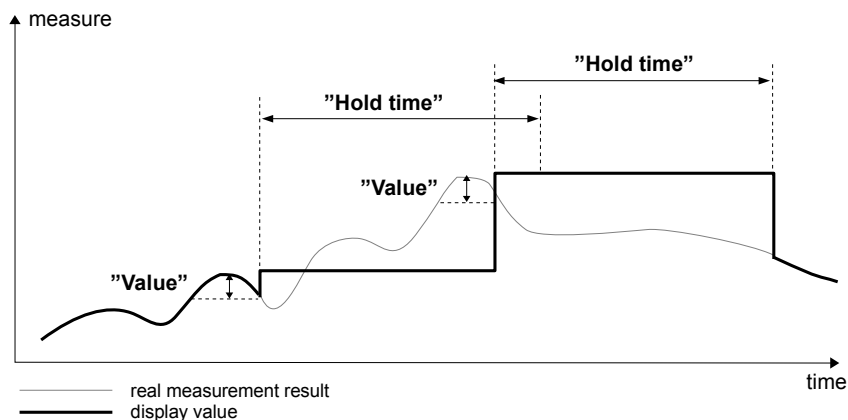 measure
”Hold time”
”Hold time”
”Value”
”Value”
time
real measurement result
display value